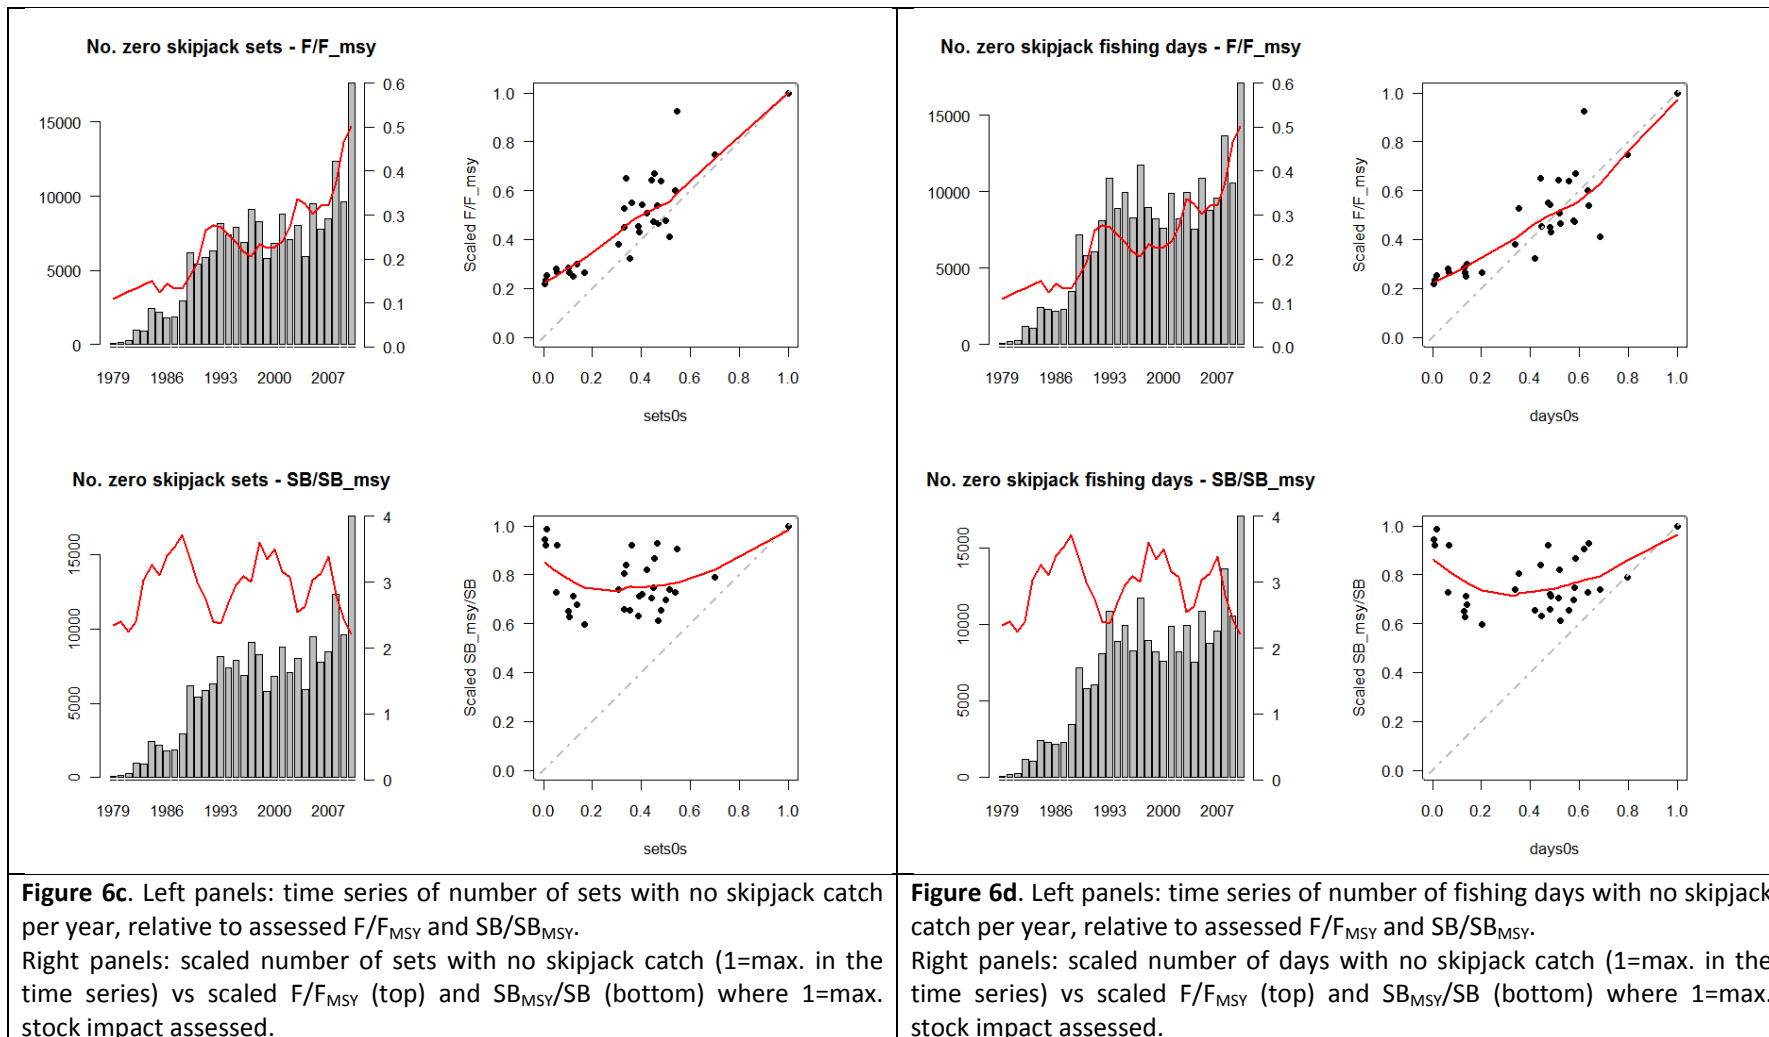 No. zero skipjack sets - F/F_msy
15000
10000
5000
0
0.6
0.5
0.4
0.3
0.2
0.1
0.0
1979 1986 1993 2000 2007
Scaled F/F_msy
1.0
0.8
0.6
0.4
0.2
0.0
0.0 0.2 0.4 0.6 0.8 1.0
sets0s
No. zero skipjack sets - SB/SB_msy
15000
10000
5000
0
4
3
2
1
0
1979 1986 1993 2000 2007
Scaled SB_msy/SB
1.0
0.8
0.6
0.4
0.2
0.0
0.0 0.2 0.4 0.6 0.8 1.0
sets0s
Figure 6c. Left panels: time series of number of sets with no skipjack catch
per year, relative to assessed F/FMSY and SB/SBMSY.
Right panels: scaled number of sets with no skipjack catch (1=max. in the
time series) vs scaled F/FMSY (top) and SBMSY/SB (bottom) where 1=max.
stock impact assessed.
No. zero skipjack fishing days - F/F_msy
15000
10000
5000
0
0.6
0.5
0.4
0.3
0.2
0.1
0.0
1979 1986 1993 2000 2007
Scaled F/F_msy
1.0
0.8
0.6
0.4
0.2
0.0
0.0 0.2 0.4 0.6 0.8 1.0
days0s
No. zero skipjack fishing days - SB/SB_msy
15000
10000
5000
0
4
3
2
1
0
1979 1986 1993 2000 2007
Scaled SB_msy/SB
1.0
0.8
0.6
0.4
0.2
0.0
0.0 0.2 0.4 0.6 0.8 1.0
days0s
Figure 6d. Left panels: time series of number of fishing days with no skipjack
catch per year, relative to assessed F/FMSY and SB/SBMSY.
Right panels: scaled number of days with no skipjack catch (1=max. in the
time series) vs scaled F/FMSY (top) and SBMSY/SB (bottom) where 1=max.
stock impact assessed.